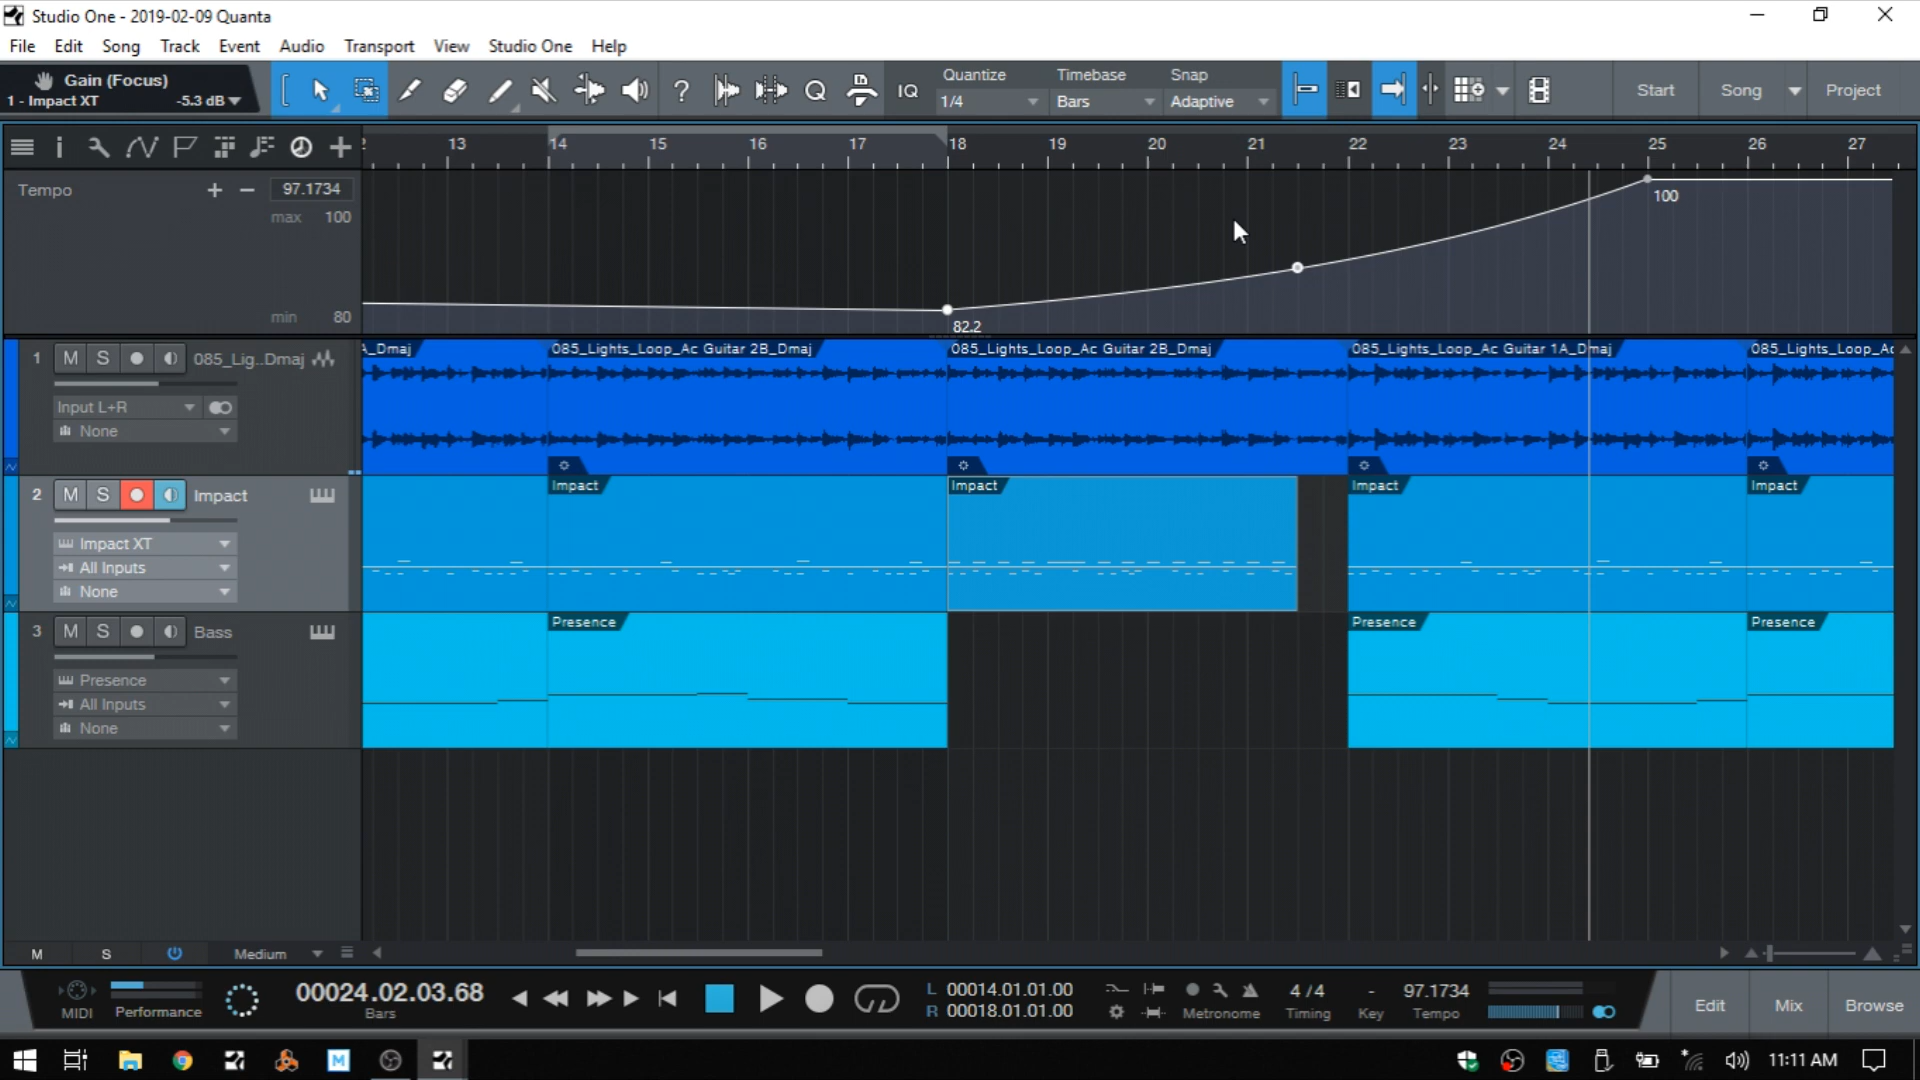 Studio One - 2019-02-09 Quanta
File Edit Song Track Event Audio Transport View Studio One Help
Gain (Focus)
1 - Impact XT -5.3 dB
Quantize Timebase Snap
1/4 Bars Adaptive
IQ
Start Song Project
13 14 15 16 17 18 19 20 21 22 23 24 25 26 27
Tempo + - 97.1734
max 100
min 80
82.2
100
1 M S 085_Lig..Dmaj
Input L+R
None
A_Dmaj 085_Lights_Loop_Ac Guitar 2B_Dmaj 085_Lights_Loop_Ac Guitar 2B_Dmaj 085_Lights_Loop_Ac Guitar 1A_Dmaj 085_Lights_Loop_Ac
2 M S Impact
Impact XT
All Inputs
None
Impact Impact Impact Impact
3 M S Bass
Presence
All Inputs
None
Presence Presence Presence
M S Medium
MIDI Performance
00024.02.03.68
Bars
L 00014.01.01.00
R 00018.01.01.00
Metronome
4 / 4
Timing
-
Key
97.1734
Tempo
Edit Mix Browse
11:11 AM